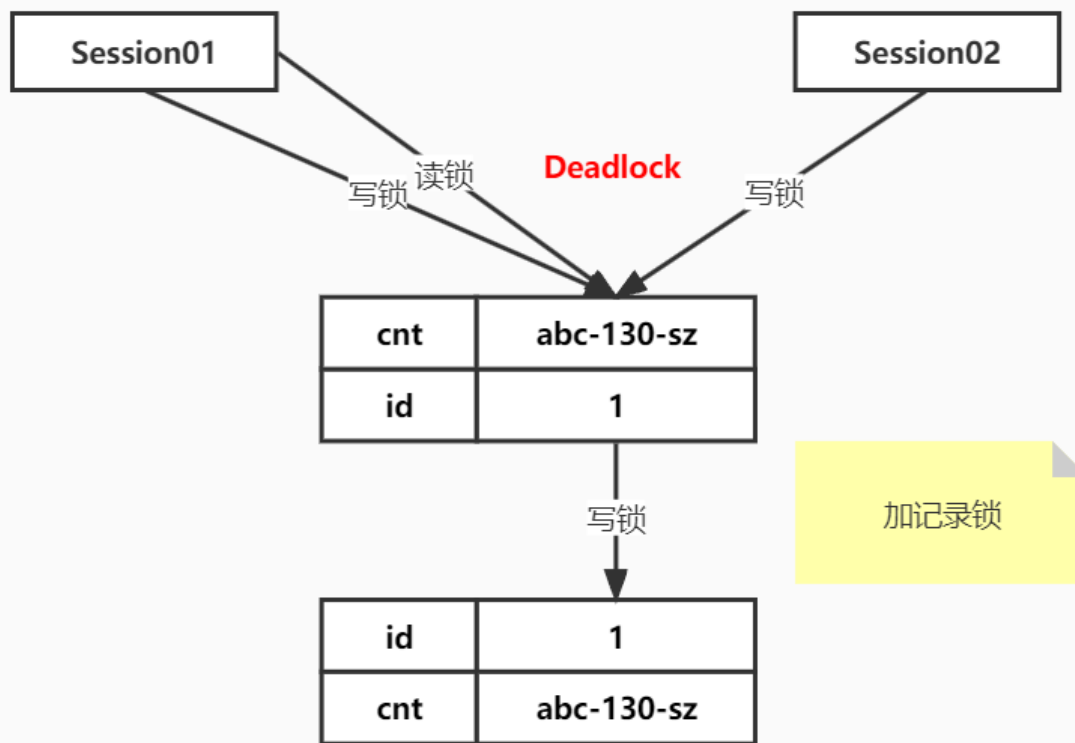 Session01
Session02
Deadlock
读锁
写锁
写锁
cnt abc-130-sz
id 1
加记录锁
写锁
id 1
cnt abc-130-sz